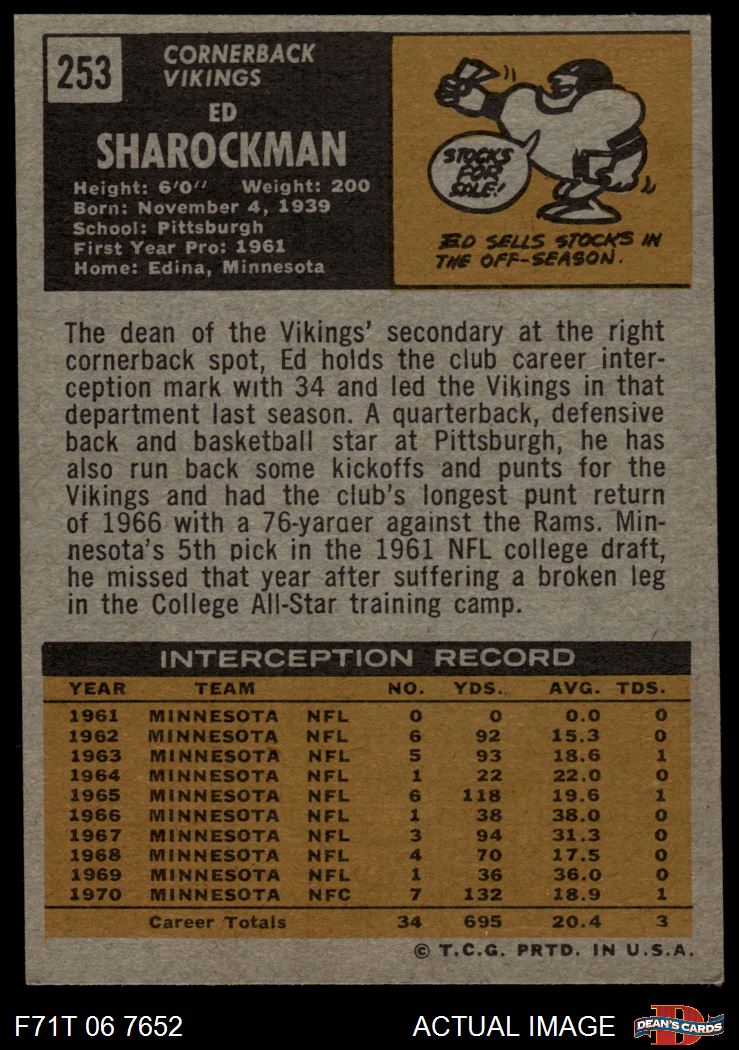 253
CORNERBACK
VIKINGS
ED
SHAROCKMAN
Height: 6'0" Weight: 200
Born: November 4, 1939
School: Pittsburgh
First Year Pro: 1961
Home: Edina, Minnesota
STOCKS
FOR
SALE!
ED SELLS STOCKS IN
THE OFF-SEASON.
The dean of the Vikings' secondary at the right
cornerback spot, Ed holds the club career inter-
ception mark with 34 and led the Vikings in that
department last season. A quarterback, defensive
back and basketball star at Pittsburgh, he has
also run back some kickoffs and punts for the
Vikings and had the club's longest punt return
of 1966 with a 76-yarder against the Rams. Min-
nesota's 5th pick in the 1961 NFL college draft,
he missed that year after suffering a broken leg
in the College All-Star training camp.
INTERCEPTION RECORD
YEAR TEAM NO. YDS. AVG. TDS.
1961 MINNESOTA NFL 0 0 0.0 0
1962 MINNESOTA NFL 6 92 15.3 0
1963 MINNESOTA NFL 5 93 18.6 1
1964 MINNESOTA NFL 1 22 22.0 0
1965 MINNESOTA NFL 6 118 19.6 1
1966 MINNESOTA NFL 1 38 38.0 0
1967 MINNESOTA NFL 3 94 31.3 0
1968 MINNESOTA NFL 4 70 17.5 0
1969 MINNESOTA NFL 1 36 36.0 0
1970 MINNESOTA NFC 7 132 18.9 1
Career Totals 34 695 20.4 3
© T.C.G. PRTD. IN U.S.A.
F71T 06 7652 ACTUAL IMAGE
D
DEAN'S CARDS